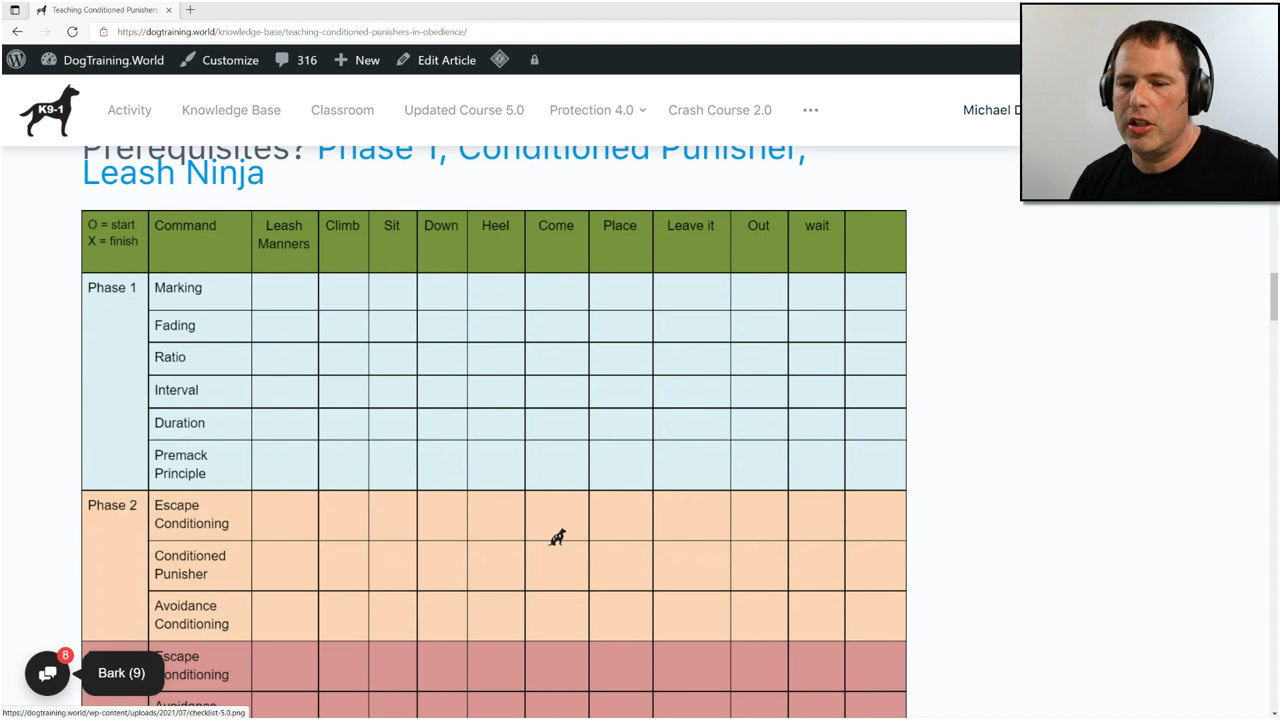 Teaching Conditioned Punishers
https://dogtraining.world/knowledge-base/teaching-conditioned-punishers-in-obedience/
DogTraining.World
Customize
316
New
Edit Article
K9-1
Activity
Knowledge Base
Classroom
Updated Course 5.0
Protection 4.0
Crash Course 2.0
Michael D
Prerequisites? Phase 1, Conditioned Punisher,
Leash Ninja
O = start
X = finish
Command
Leash
Manners
Climb
Sit
Down
Heel
Come
Place
Leave it
Out
wait
Phase 1
Marking
Fading
Ratio
Interval
Duration
Premack
Principle
Phase 2
Escape
Conditioning
Conditioned
Punisher
Avoidance
Conditioning
Escape
Conditioning
Avoidance
8
Bark (9)
https://dogtraining.world/wp-content/uploads/2021/07/checklist-5.0.png